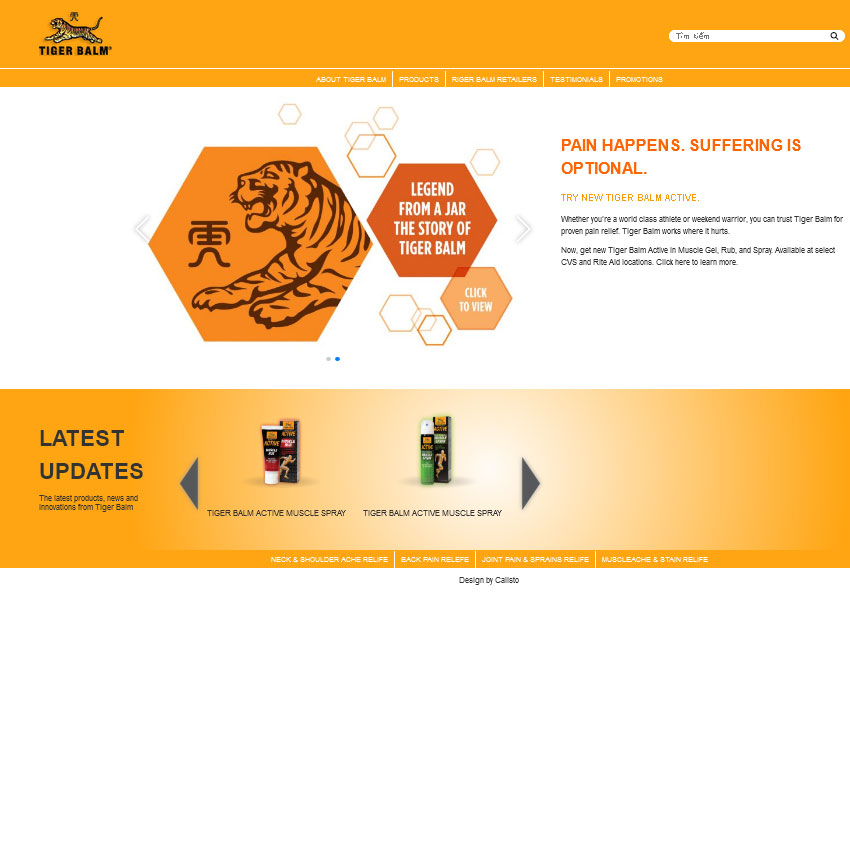 TIGER BALM
Tìm kiếm
ABOUT TIGER BALM
PRODUCTS
RIGER BALM RETAILERS
TESTIMONIALS
PROMOTIONS
LEGEND
FROM A JAR
THE STORY OF
TIGER BALM
CLICK
TO VIEW
PAIN HAPPENS. SUFFERING IS
OPTIONAL.
TRY NEW TIGER BALM ACTIVE.
Whether you're a world class athlete or weekend warrior, you can trust Tiger Balm for
proven pain relief. Tiger Balm works where it hurts.
Now, get new Tiger Balm Active in Muscle Gel, Rub, and Spray. Available at select
CVS and Rite Aid locations. Click here to learn more.
LATEST
UPDATES
The latest products, news and
innovations from Tiger Balm
ACTIVE
ACTIVE
ACTIVE
ACTIVE
TIGER BALM ACTIVE MUSCLE SPRAY
TIGER BALM ACTIVE MUSCLE SPRAY
NECK & SHOULDER ACHE RELIFE
BACK PAIN RELEFE
JOINT PAIN & SPRAINS RELIFE
MUSCLEACHE & STAIN RELIFE
Design by Calisto